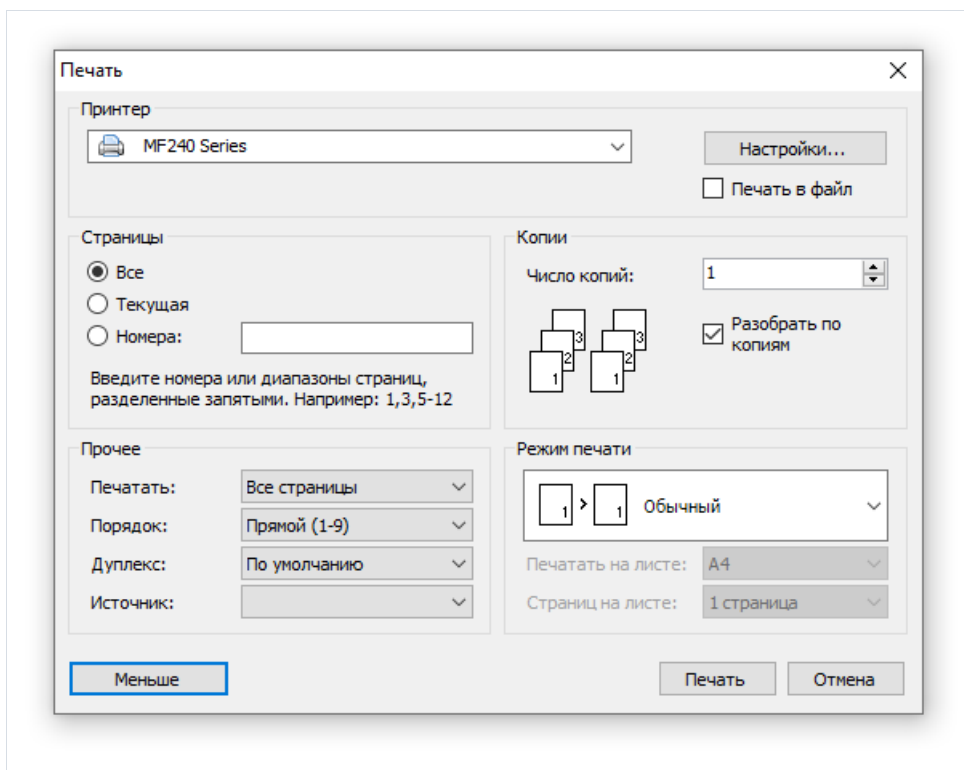 Печать
Принтер
MF240 Series
Настройки...
Печать в файл
Страницы
Все
Текущая
Номера:
Введите номера или диапазоны страниц,
разделенные запятыми. Например: 1,3,5-12
Копии
Число копий: 1
3 3
2 2
1 1
Разобрать по
копиям
Прочее
Печатать: Все страницы
Порядок: Прямой (1-9)
Дуплекс: По умолчанию
Источник:
Режим печати
1 > 1 Обычный
Печатать на листе: A4
Страниц на листе: 1 страница
Меньше
Печать
Отмена